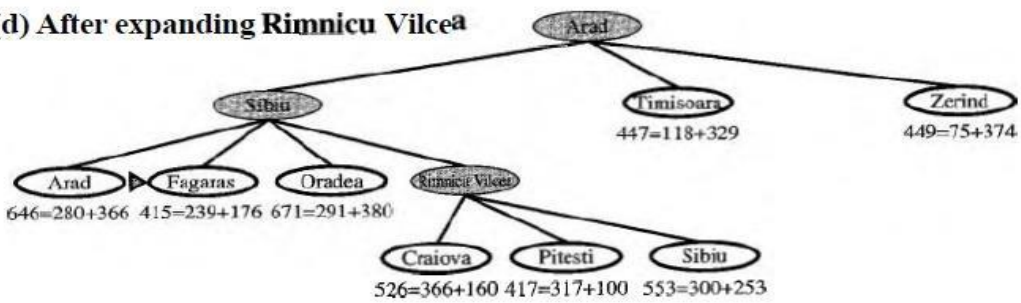 (d) After expanding Rimnicu Vilcea
Arad
Sibiu
Timisoara
Zerind
447=118+329
449=75+374
Arad
Fagaras
Oradea
Rimnicu Vilcea
646=280+366
415=239+176
671=291+380
Craiova
Pitesti
Sibiu
526=366+160
417=317+100
553=300+253